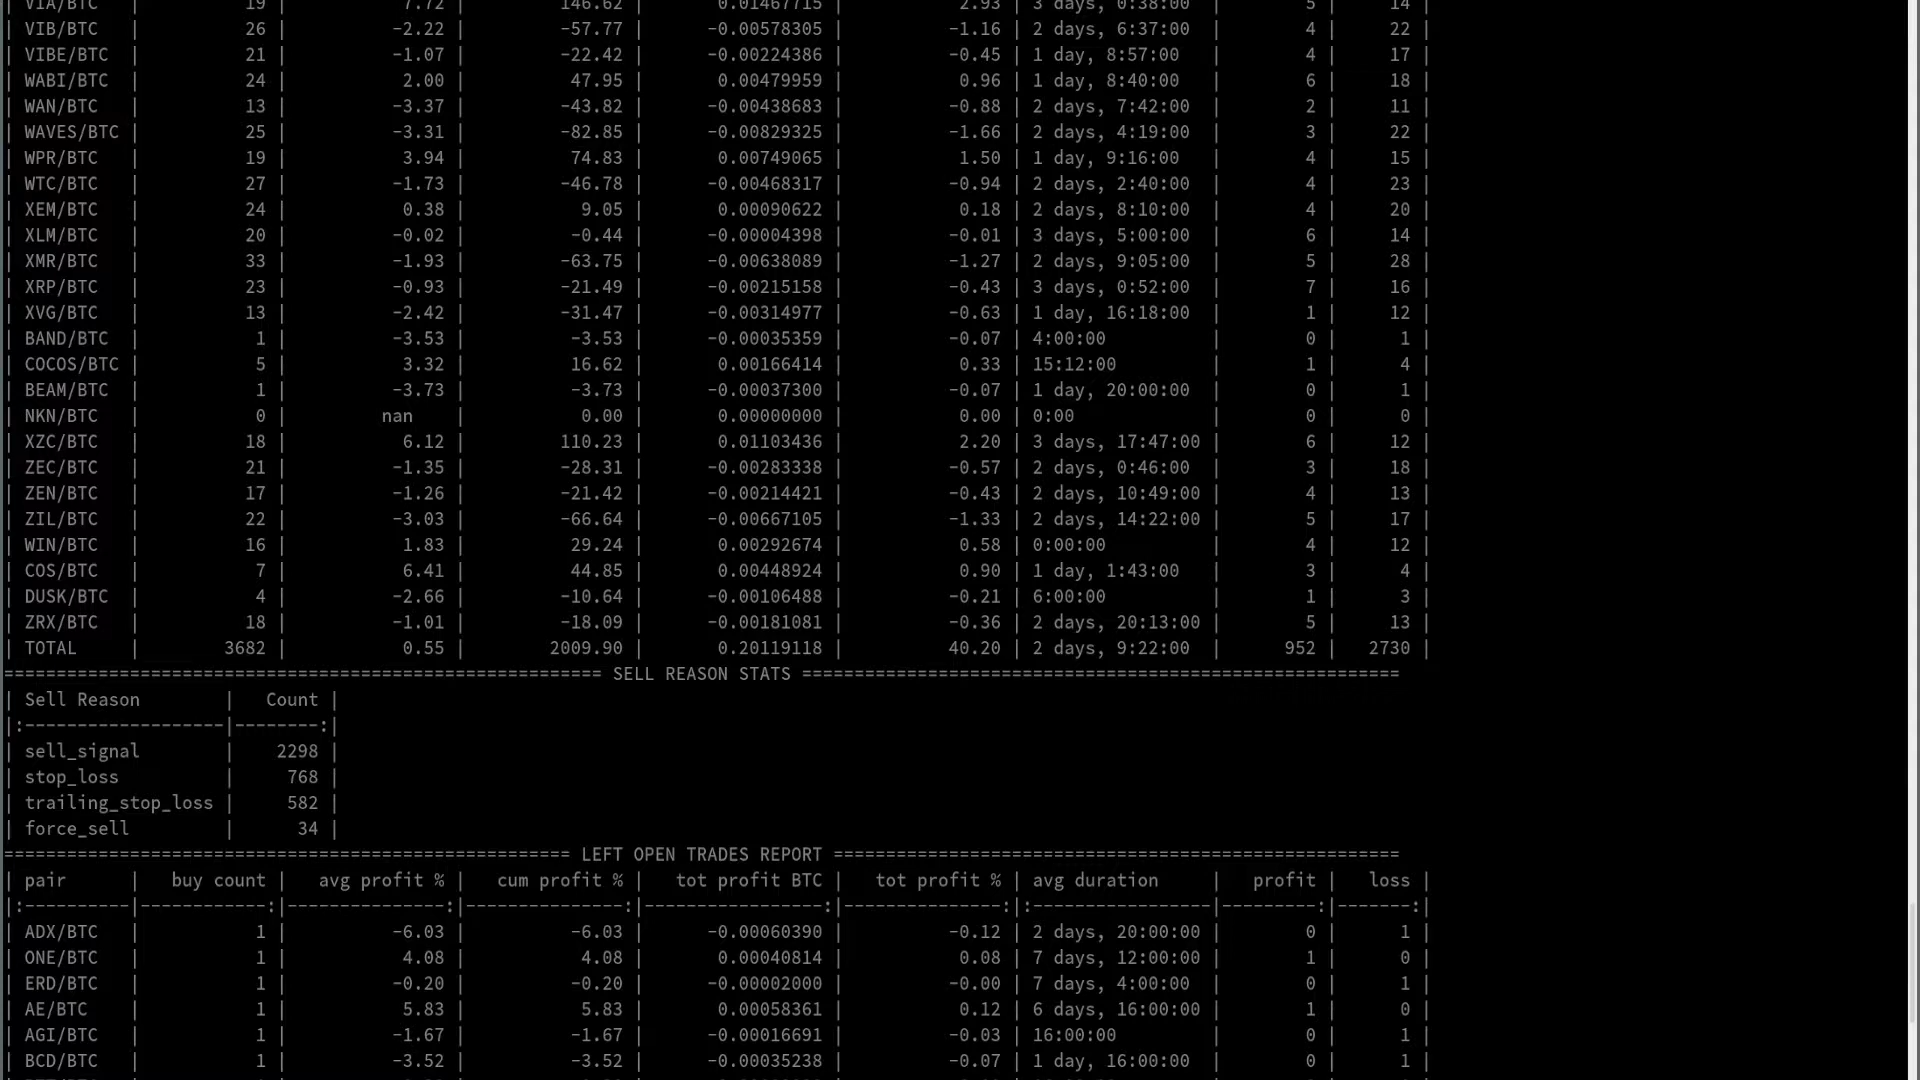 | VIA/BTC | 19 | 7.72 | 146.62 | 0.01467715 | 2.93 | 3 days, 0:38:00 | 5 | 14 |
| VIB/BTC | 26 | -2.22 | -57.77 | -0.00578305 | -1.16 | 2 days, 6:37:00 | 4 | 22 |
| VIBE/BTC | 21 | -1.07 | -22.42 | -0.00224386 | -0.45 | 1 day, 8:57:00 | 4 | 17 |
| WABI/BTC | 24 | 2.00 | 47.95 | 0.00479959 | 0.96 | 1 day, 8:40:00 | 6 | 18 |
| WAN/BTC | 13 | -3.37 | -43.82 | -0.00438683 | -0.88 | 2 days, 7:42:00 | 2 | 11 |
| WAVES/BTC | 25 | -3.31 | -82.85 | -0.00829325 | -1.66 | 2 days, 4:19:00 | 3 | 22 |
| WPR/BTC | 19 | 3.94 | 74.83 | 0.00749065 | 1.50 | 1 day, 9:16:00 | 4 | 15 |
| WTC/BTC | 27 | -1.73 | -46.78 | -0.00468317 | -0.94 | 2 days, 2:40:00 | 4 | 23 |
| XEM/BTC | 24 | 0.38 | 9.05 | 0.00090622 | 0.18 | 2 days, 8:10:00 | 4 | 20 |
| XLM/BTC | 20 | -0.02 | -0.44 | -0.00004398 | -0.01 | 3 days, 5:00:00 | 6 | 14 |
| XMR/BTC | 33 | -1.93 | -63.75 | -0.00638089 | -1.27 | 2 days, 9:05:00 | 5 | 28 |
| XRP/BTC | 23 | -0.93 | -21.49 | -0.00215158 | -0.43 | 3 days, 0:52:00 | 7 | 16 |
| XVG/BTC | 13 | -2.42 | -31.47 | -0.00314977 | -0.63 | 1 day, 16:18:00 | 1 | 12 |
| BAND/BTC | 1 | -3.53 | -3.53 | -0.00035359 | -0.07 | 4:00:00 | 0 | 1 |
| COCOS/BTC | 5 | 3.32 | 16.62 | 0.00166414 | 0.33 | 15:12:00 | 1 | 4 |
| BEAM/BTC | 1 | -3.73 | -3.73 | -0.00037300 | -0.07 | 1 day, 20:00:00 | 0 | 1 |
| NKN/BTC | 0 | nan | 0.00 | 0.00000000 | 0.00 | 0:00 | 0 | 0 |
| XZC/BTC | 18 | 6.12 | 110.23 | 0.01103436 | 2.20 | 3 days, 17:47:00 | 6 | 12 |
| ZEC/BTC | 21 | -1.35 | -28.31 | -0.00283338 | -0.57 | 2 days, 0:46:00 | 3 | 18 |
| ZEN/BTC | 17 | -1.26 | -21.42 | -0.00214421 | -0.43 | 2 days, 10:49:00 | 4 | 13 |
| ZIL/BTC | 22 | -3.03 | -66.64 | -0.00667105 | -1.33 | 2 days, 14:22:00 | 5 | 17 |
| WIN/BTC | 16 | 1.83 | 29.24 | 0.00292674 | 0.58 | 0:00:00 | 4 | 12 |
| COS/BTC | 7 | 6.41 | 44.85 | 0.00448924 | 0.90 | 1 day, 1:43:00 | 3 | 4 |
| DUSK/BTC | 4 | -2.66 | -10.64 | -0.00106488 | -0.21 | 6:00:00 | 1 | 3 |
| ZRX/BTC | 18 | -1.01 | -18.09 | -0.00181081 | -0.36 | 2 days, 20:13:00 | 5 | 13 |
| TOTAL | 3682 | 0.55 | 2009.90 | 0.20119118 | 40.20 | 2 days, 9:22:00 | 952 | 2730 |
========================================================= SELL REASON STATS =========================================================
| Sell Reason | Count |
|:-------------------|--------:|
| sell_signal | 2298 |
| stop_loss | 768 |
| trailing_stop_loss | 582 |
| force_sell | 34 |
====================================================== LEFT OPEN TRADES REPORT ======================================================
| pair | buy count | avg profit % | cum profit % | tot profit BTC | tot profit % | avg duration | profit | loss |
|:----------|------------:|---------------:|---------------:|-----------------:|---------------:|:-----------------|---------:|-------:|
| ADX/BTC | 1 | -6.03 | -6.03 | -0.00060390 | -0.12 | 2 days, 20:00:00 | 0 | 1 |
| ONE/BTC | 1 | 4.08 | 4.08 | 0.00040814 | 0.08 | 7 days, 12:00:00 | 1 | 0 |
| ERD/BTC | 1 | -0.20 | -0.20 | -0.00002000 | -0.00 | 7 days, 4:00:00 | 0 | 1 |
| AE/BTC | 1 | 5.83 | 5.83 | 0.00058361 | 0.12 | 6 days, 16:00:00 | 1 | 0 |
| AGI/BTC | 1 | -1.67 | -1.67 | -0.00016691 | -0.03 | 16:00:00 | 0 | 1 |
| BCD/BTC | 1 | -3.52 | -3.52 | -0.00035238 | -0.07 | 1 day, 16:00:00 | 0 | 1 |